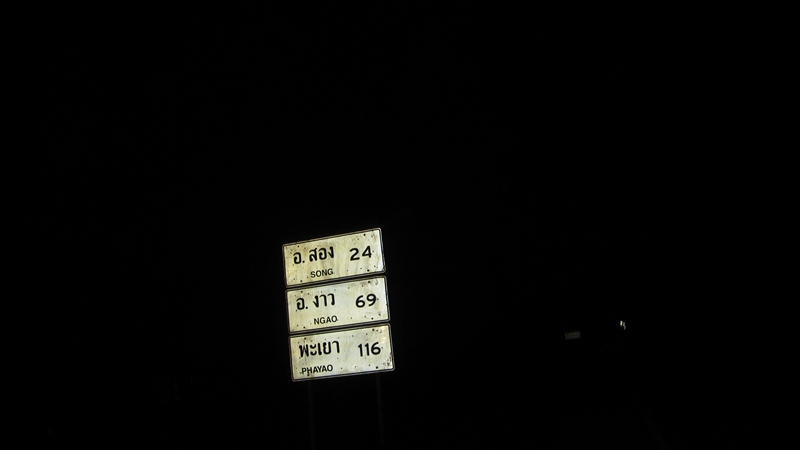 อ. สอง 24
SONG
อ. งาว 69
NGAO
พะเยา 116
PHAYAO